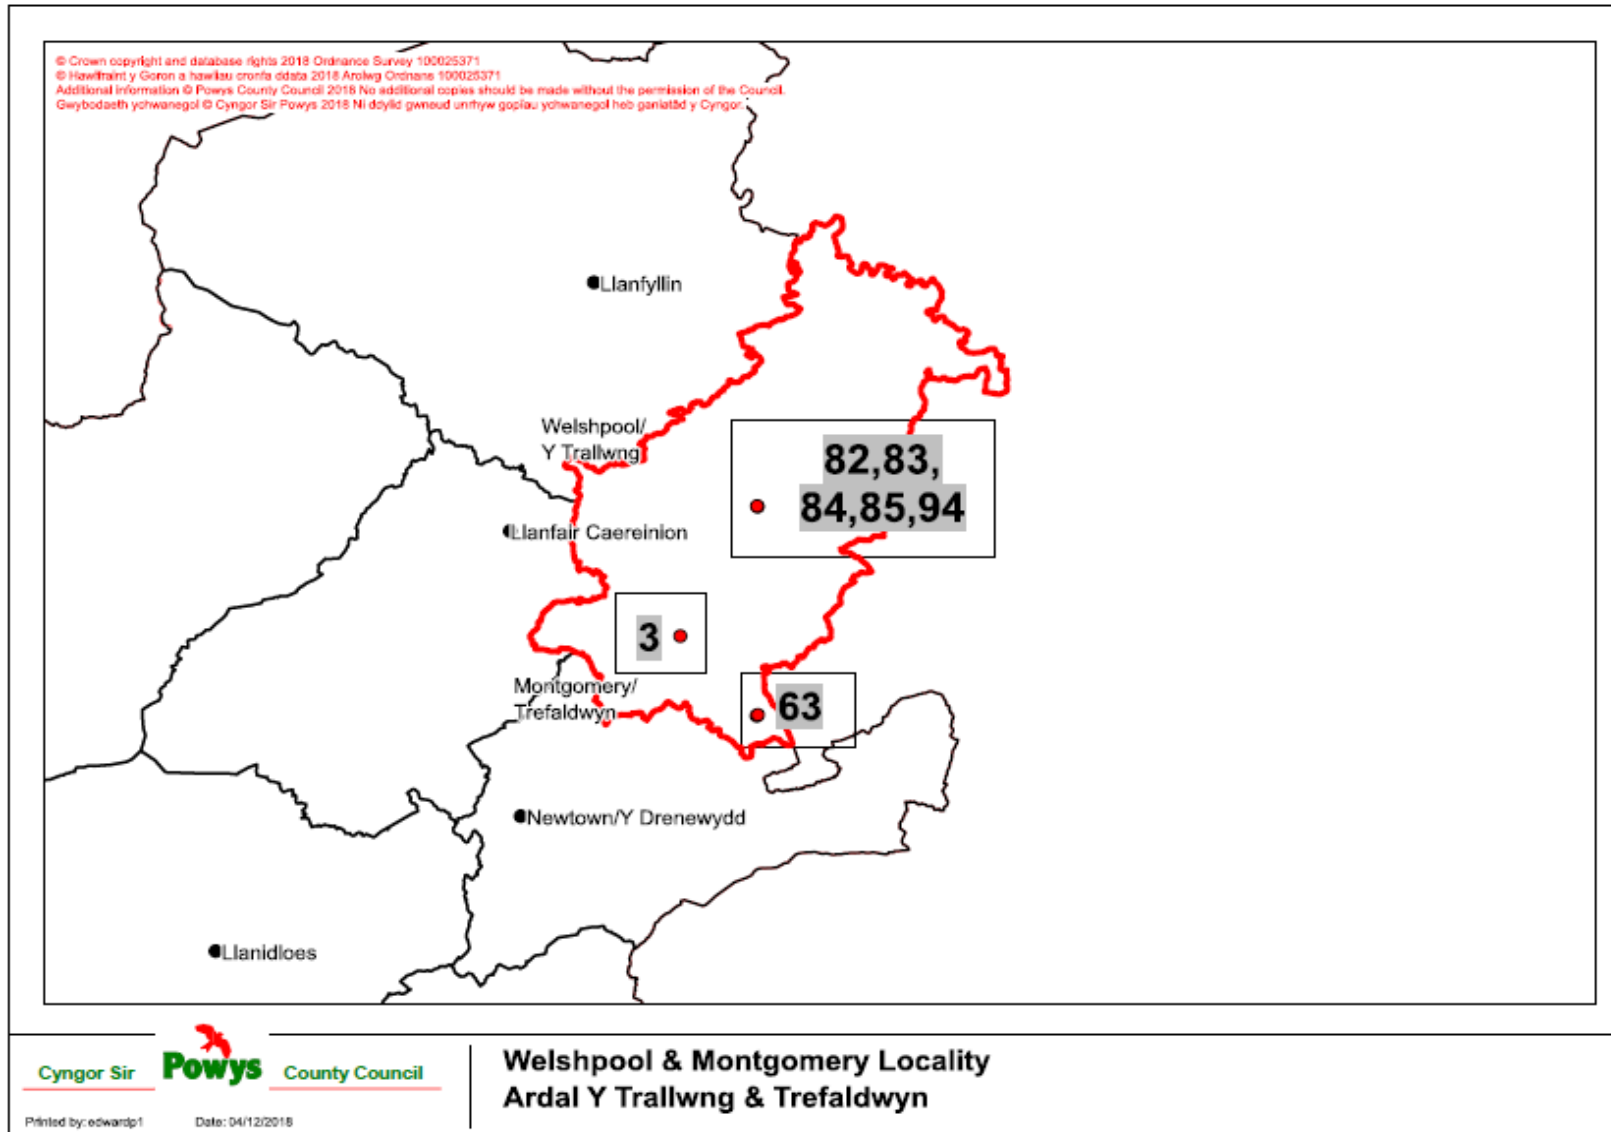 © Crown copyright and database rights 2018 Ordnance Survey 100025371
© Hawlfraint y Goron a hawliau cronfa ddata 2018 Arolwg Ordnans 100025371
Additional Information © Powys County Council 2018 No additional copies should be made without the permission of the Council.
Gwybodaeth ychwanegol © Cyngor Sir Powys 2018 Ni ddylid gwneud unrhyw gopïau ychwanegol heb ganiatâd y Cyngor.
Llanfyllin
Welshpool/
Y Trallwng
82,83,
84,85,94
Llanfair Caereinion
3
Montgomery/
Trefaldwyn
63
Newtown/Y Drenewydd
Llanidloes
Cyngor Sir Powys County Council
Printed by: edwardp1 Date: 04/12/2018
Welshpool & Montgomery Locality
Ardal Y Trallwng & Trefaldwyn